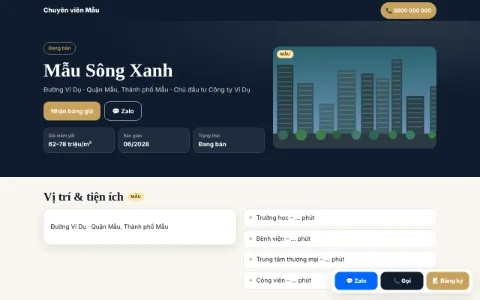 Chuyên viên Mẫu
📞 0900 000 000
Đang bán
Mẫu Sông Xanh
Đường Ví Dụ · Quận Mẫu, Thành phố Mẫu · Chủ đầu tư Công ty Ví Dụ
Nhận bảng giá
💬 Zalo
Giá niêm yết
62–78 triệu/m²
Bàn giao
06/2028
Trạng thái
Đang bán
MẪU
Vị trí & tiện ích
MẪU
Đường Ví Dụ · Quận Mẫu, Thành phố Mẫu
Trường học – ... phút
Bệnh viện – ... phút
Trung tâm thương mại – ... phút
Công viên – ... phút
💬 Zalo
📞 Gọi
📝 Đăng ký